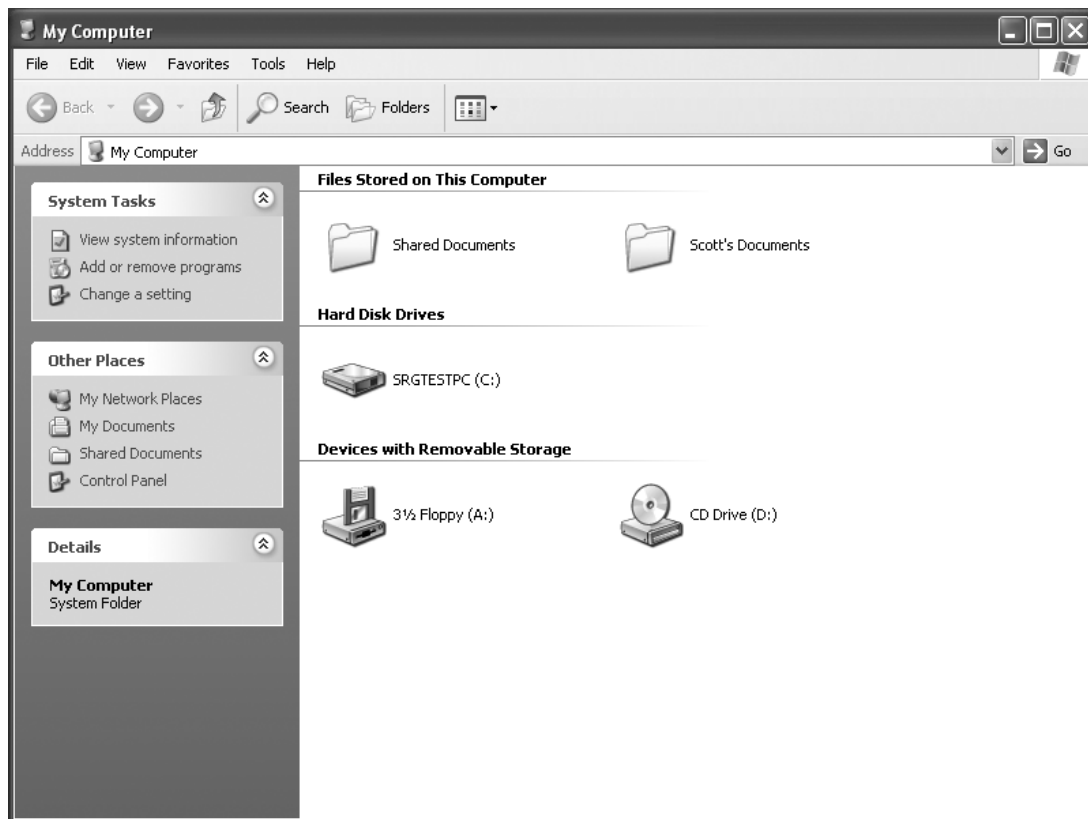 My Computer
File Edit View Favorites Tools Help
Back Search Folders
Address My Computer Go
System Tasks
View system information
Add or remove programs
Change a setting
Other Places
My Network Places
My Documents
Shared Documents
Control Panel
Details
My Computer
System Folder
Files Stored on This Computer
Shared Documents Scott's Documents
Hard Disk Drives
SRGTESTPC (C:)
Devices with Removable Storage
3½ Floppy (A:) CD Drive (D:)